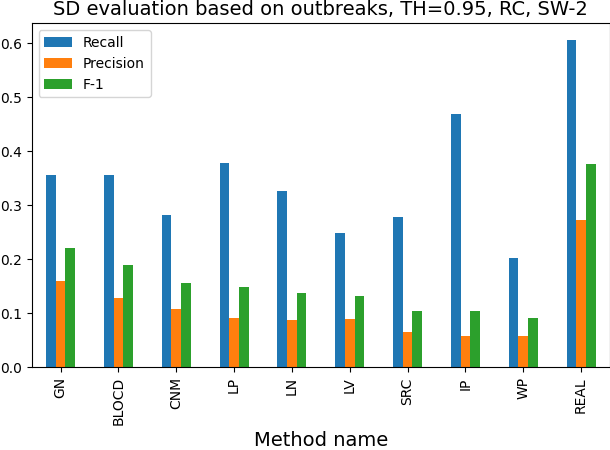 SD evaluation based on outbreaks, TH=0.95, RC, SW-2
Recall
Precision
F-1
0.6
0.5
0.4
0.3
0.2
0.1
0.0
GN
BLOCD
CNM
LP
LN
LV
SRC
IP
WP
REAL
Method name